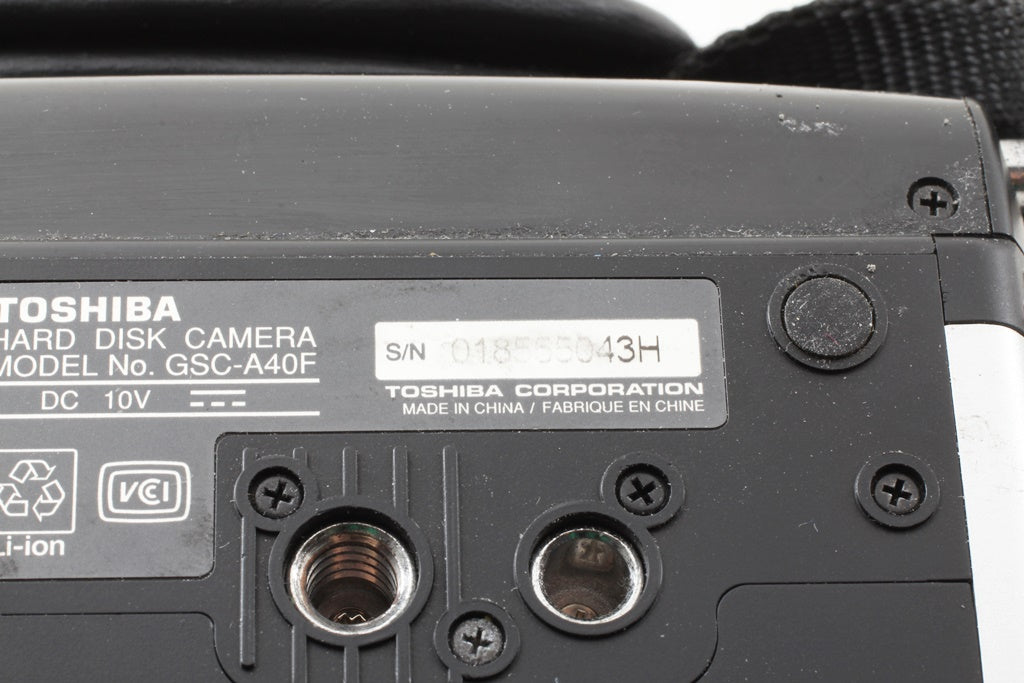 TOSHIBA
HARD DISK CAMERA
MODEL No. GSC-A40F
DC 10V
S/N
TOSHIBA CORPORATION
MADE IN CHINA / FABRIQUE EN CHINE
VCCI
Li-ion